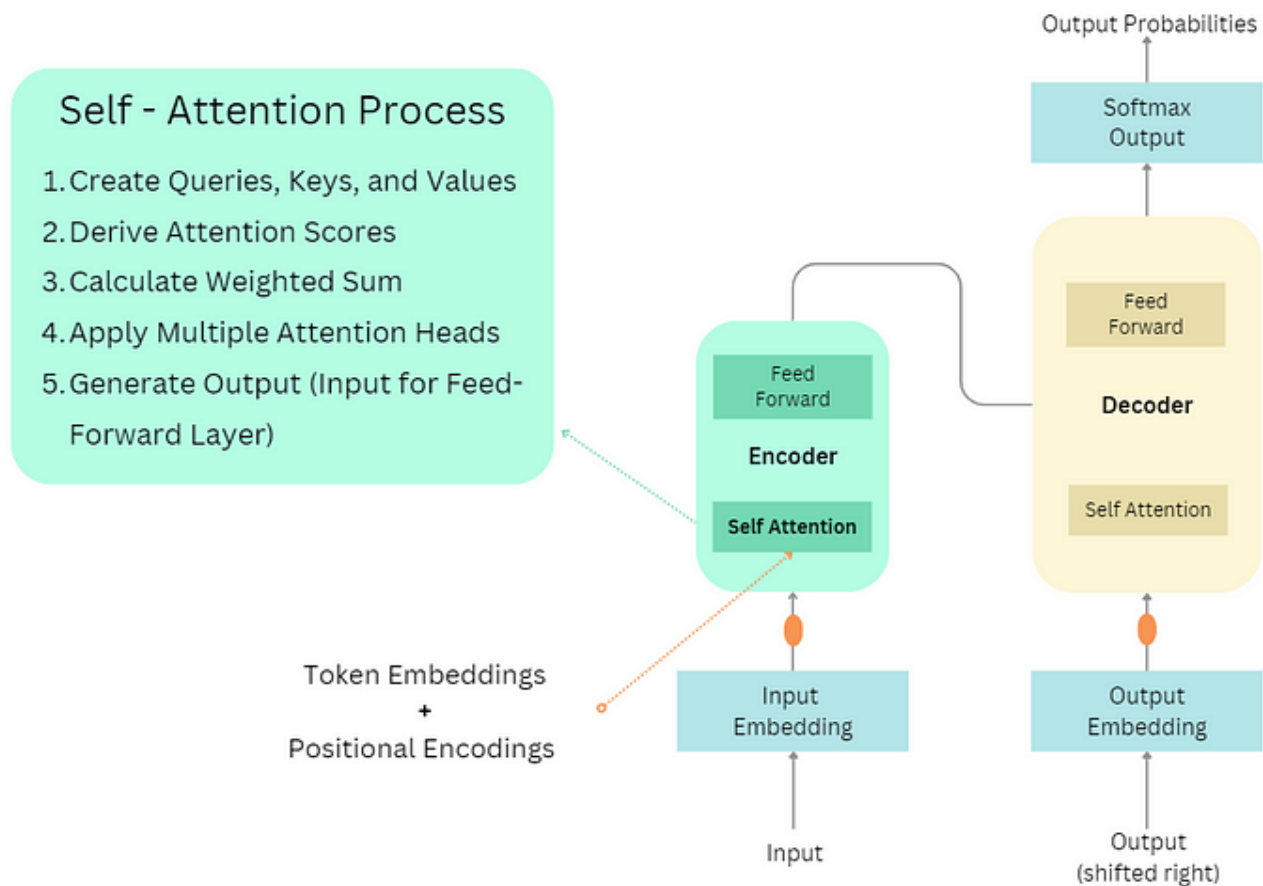 Self - Attention Process
1. Create Queries, Keys, and Values
2. Derive Attention Scores
3. Calculate Weighted Sum
4. Apply Multiple Attention Heads
5. Generate Output (Input for Feed-
Forward Layer)
Token Embeddings
+
Positional Encodings
Feed
Forward
Encoder
Self Attention
Input
Embedding
Input
Output Probabilities
Softmax
Output
Feed
Forward
Decoder
Self Attention
Output
Embedding
Output
(shifted right)